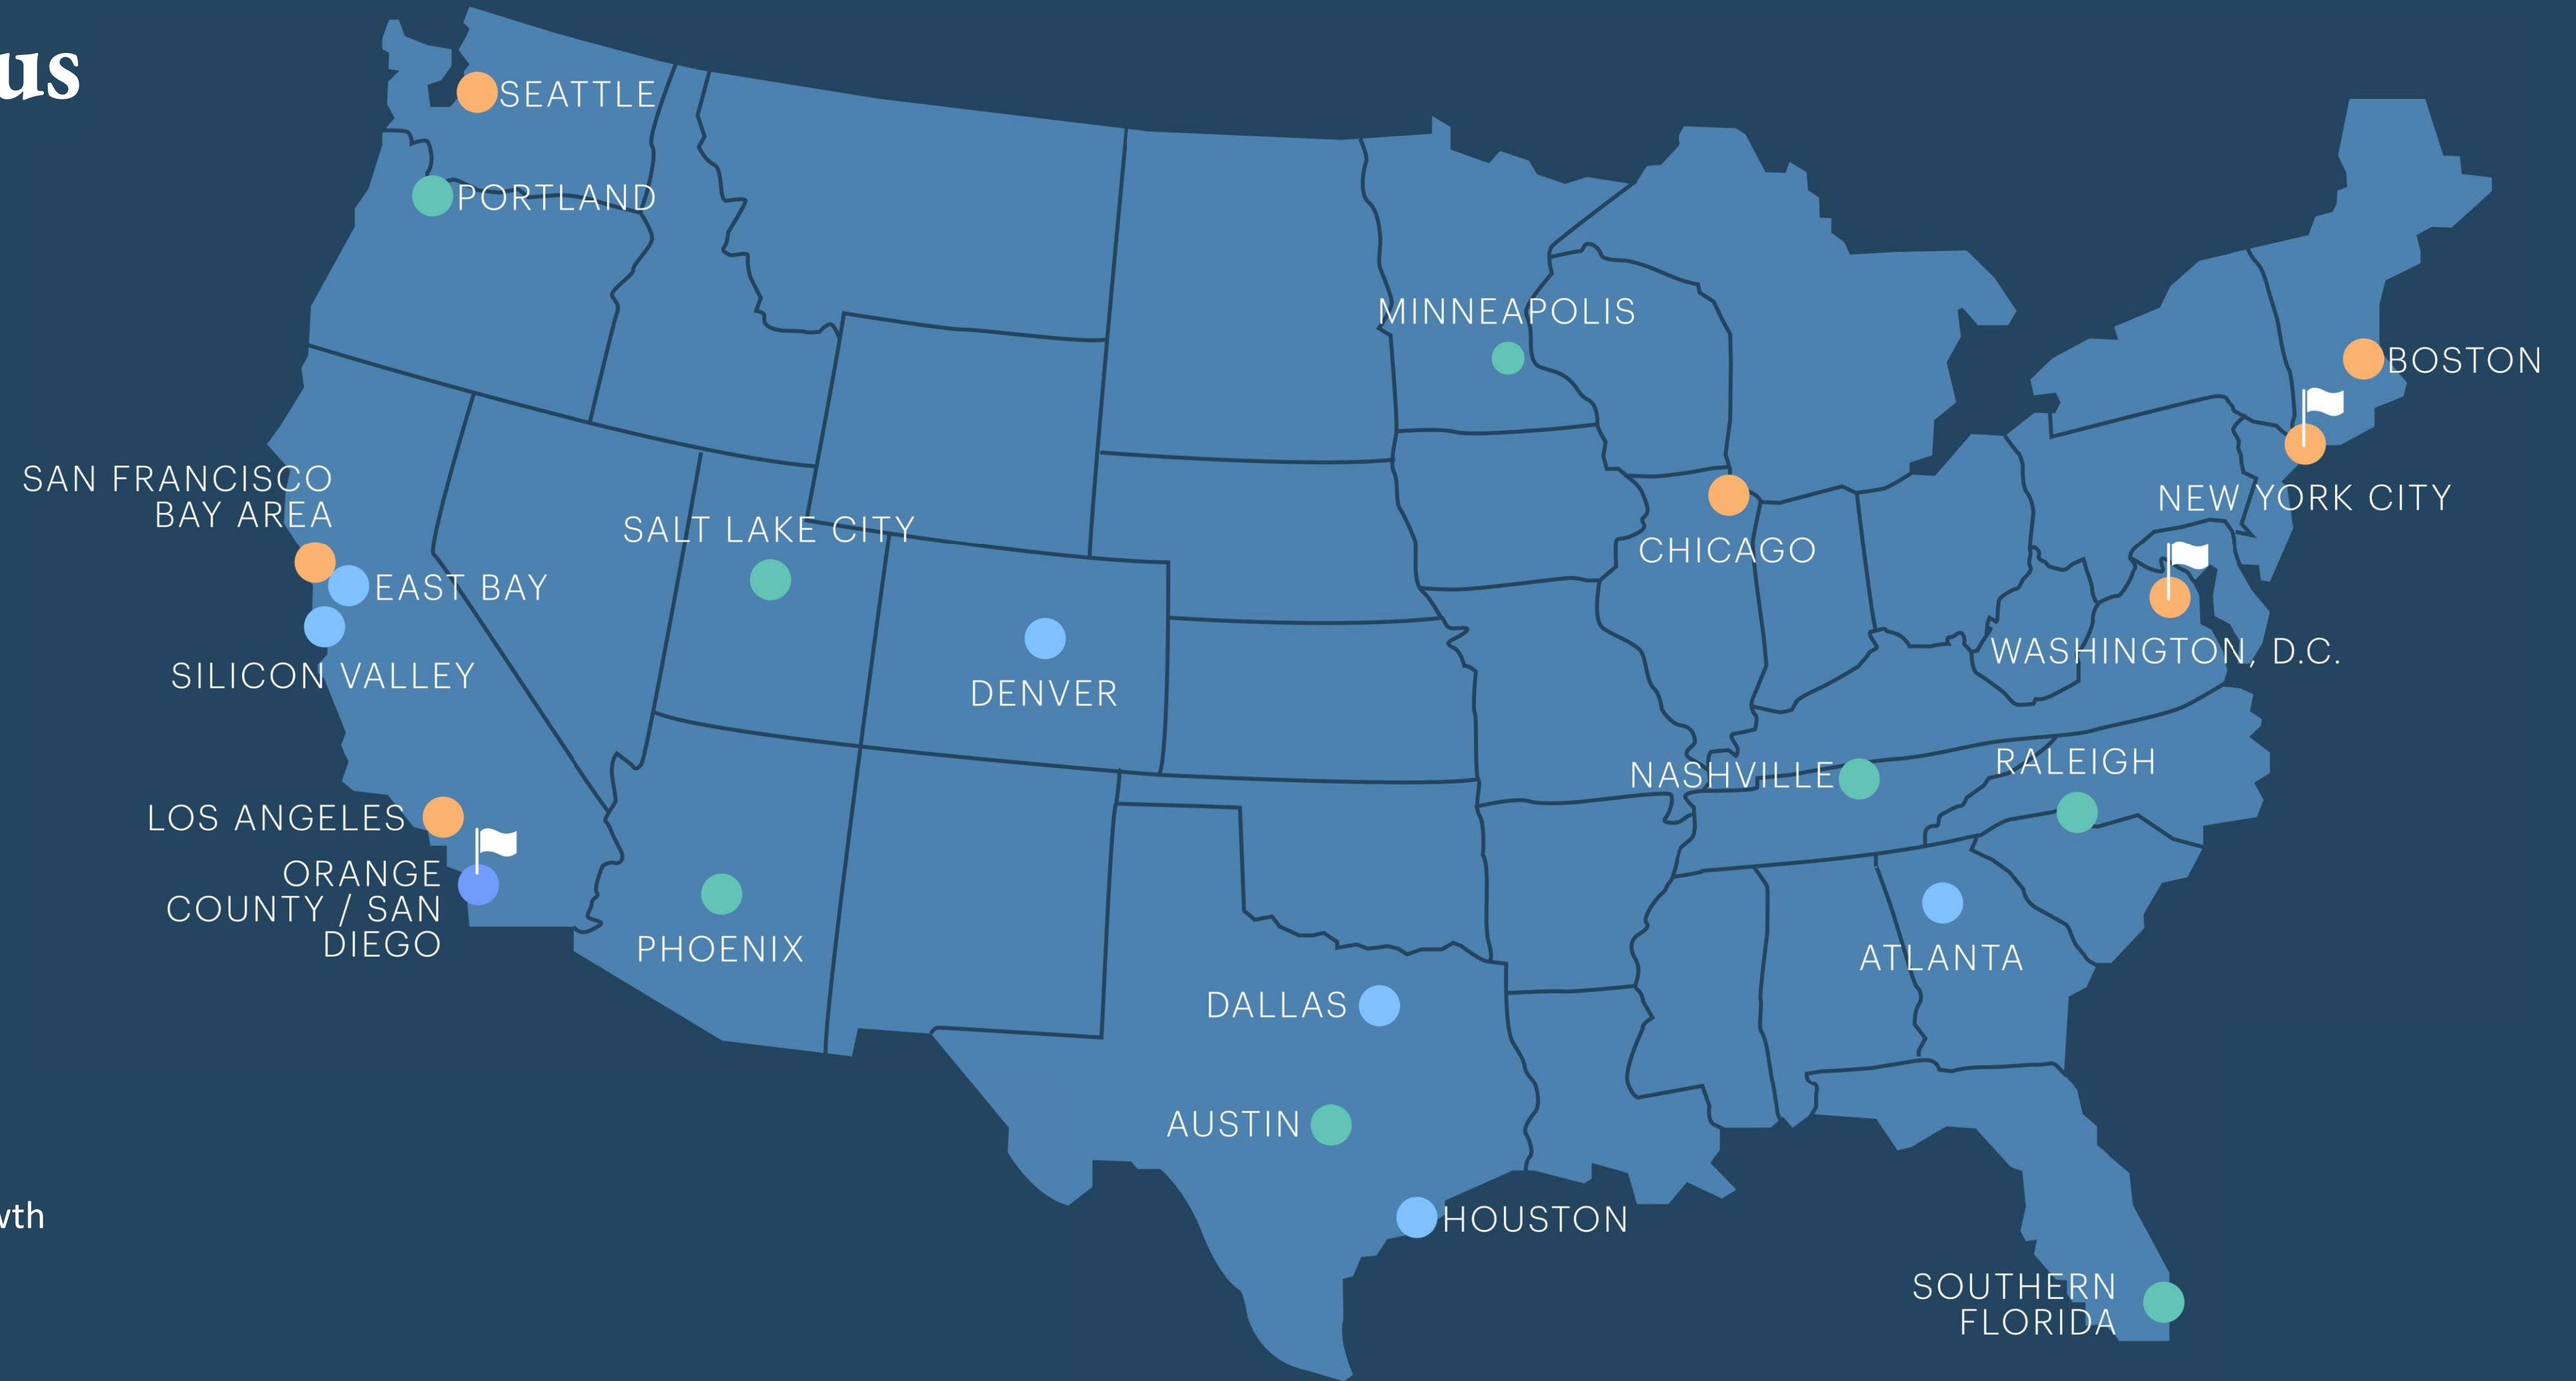 us
SEATTLE
PORTLAND
MINNEAPOLIS
BOSTON
SAN FRANCISCO
BAY AREA
NEW YORK CITY
SALT LAKE CITY
CHICAGO
EAST BAY
WASHINGTON, D.C.
SILICON VALLEY
DENVER
RALEIGH
NASHVILLE
LOS ANGELES
ORANGE
COUNTY / SAN
DIEGO
PHOENIX
ATLANTA
DALLAS
AUSTIN
HOUSTON
wth
SOUTHERN
FLORIDA